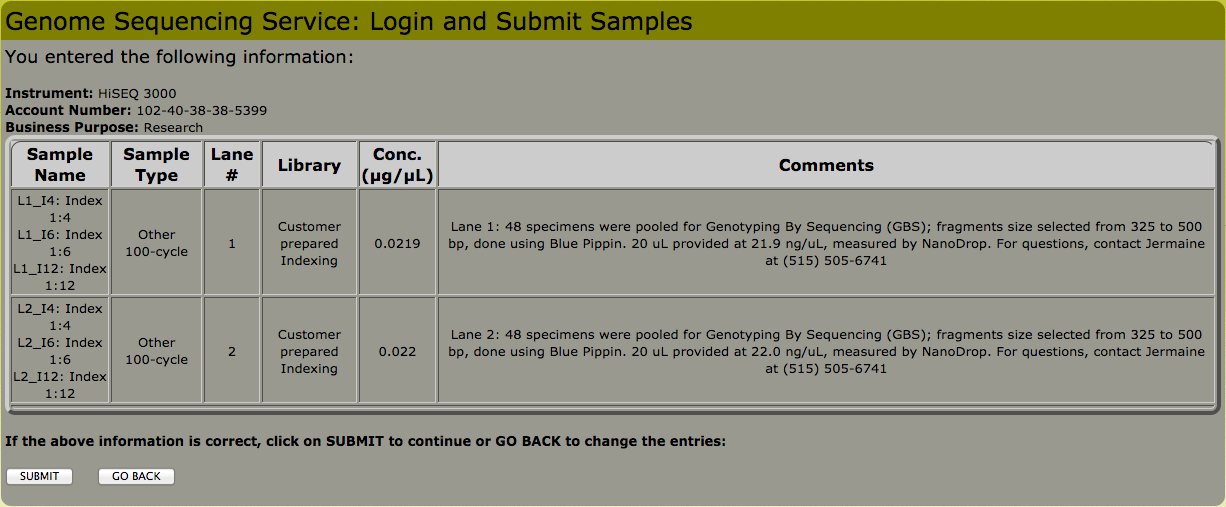 Genome Sequencing Service: Login and Submit Samples
You entered the following information:
Instrument: HiSEQ 3000
Account Number: 102-40-38-38-5399
Business Purpose: Research
Sample Name
Sample Type
Lane #
Library
Conc. (µg/µL)
Comments
L1_I4: Index
1:4
L1_I6: Index
1:6
L1_I12: Index
1:12
Other
100-cycle
1
Customer
prepared
Indexing
0.0219
Lane 1: 48 specimens were pooled for Genotyping By Sequencing (GBS); fragments size selected from 325 to 500
bp, done using Blue Pippin. 20 uL provided at 21.9 ng/uL, measured by NanoDrop. For questions, contact Jermaine
at (515) 505-6741
L2_I4: Index
1:4
L2_I6: Index
1:6
L2_I12: Index
1:12
Other
100-cycle
2
Customer
prepared
Indexing
0.022
Lane 2: 48 specimens were pooled for Genotyping By Sequencing (GBS); fragments size selected from 325 to 500
bp, done using Blue Pippin. 20 uL provided at 22.0 ng/uL, measured by NanoDrop. For questions, contact Jermaine
at (515) 505-6741
If the above information is correct, click on SUBMIT to continue or GO BACK to change the entries:
SUBMIT GO BACK